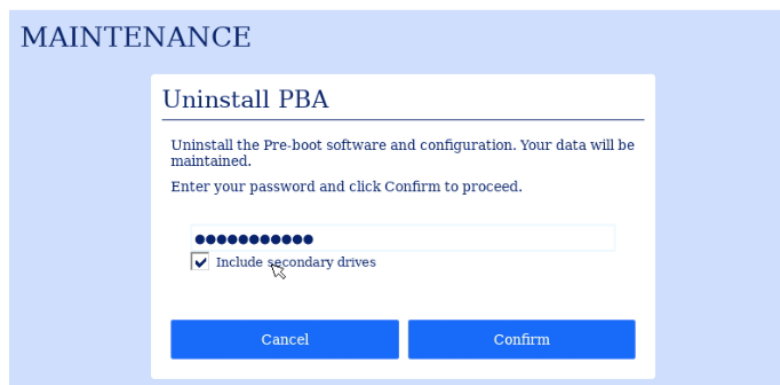 MAINTENANCE
Uninstall PBA
Uninstall the Pre-boot software and configuration. Your data will be
maintained.
Enter your password and click Confirm to proceed.
●●●●●●●●●●●
Include secondary drives
Cancel
Confirm